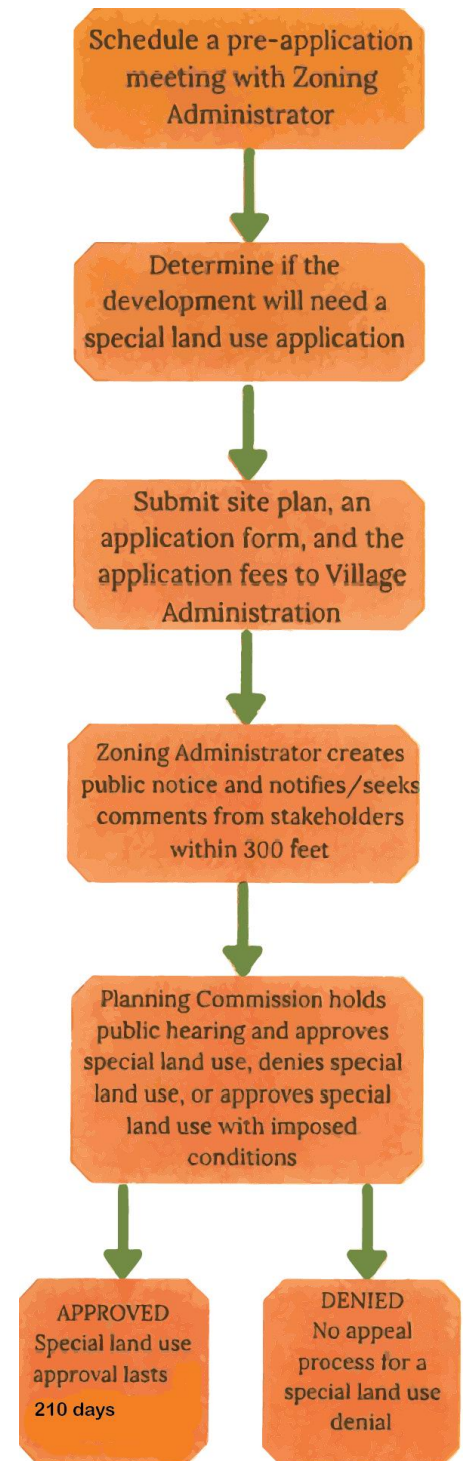 Schedule a pre-application
meeting with Zoning
Administrator
Determine if the
development will need a
special land use application
Submit site plan, an
application form, and the
application fees to Village
Administration
Zoning Administrator creates
public notice and notifies/seeks
comments from stakeholders
within 300 feet
Planning Commission holds
public hearing and approves
special land use, denies special
land use, or approves special
land use with imposed
conditions
APPROVED
Special land use
approval lasts
210 days
DENIED
No appeal
process for a
special land use
denial